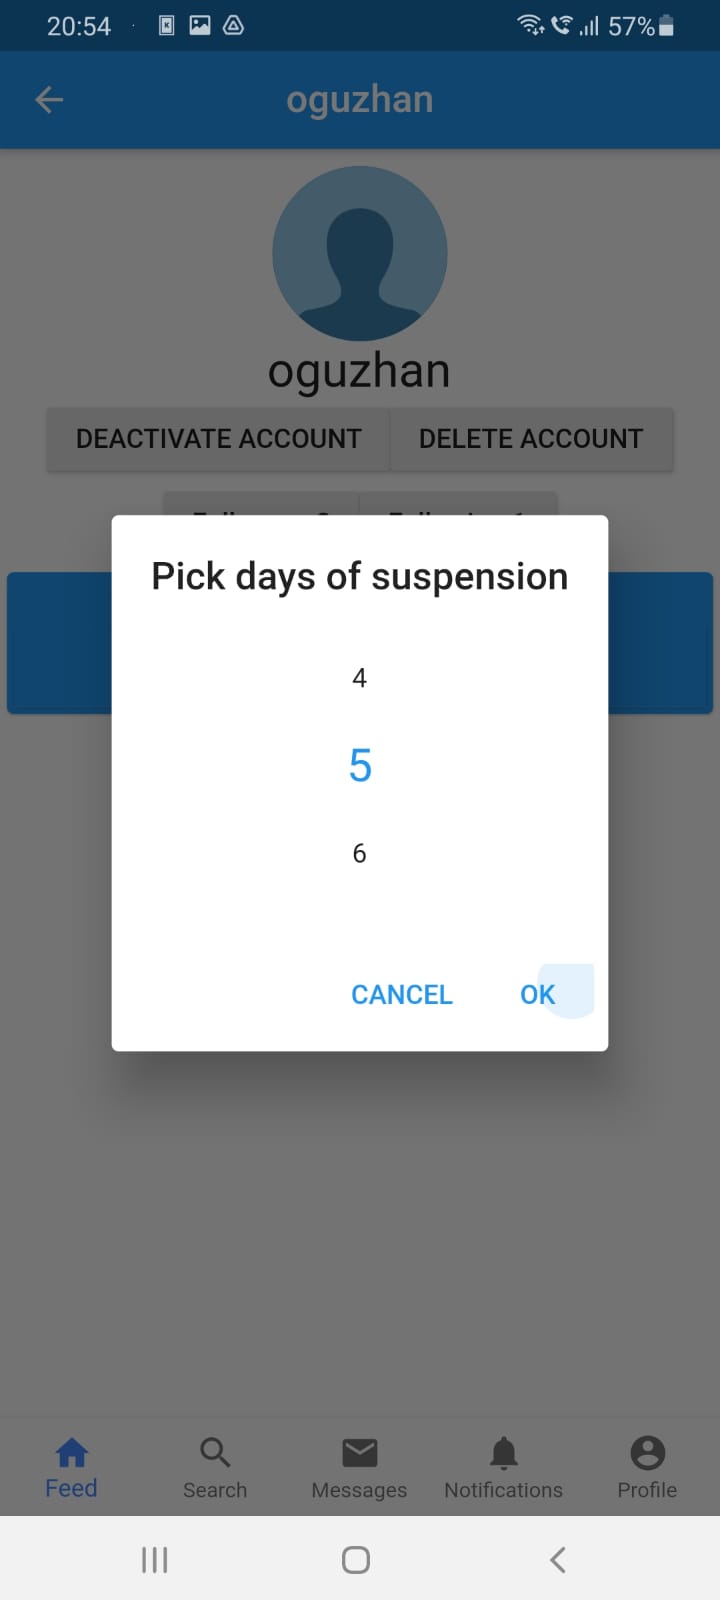 20:54
57%
oguzhan
oguzhan
DEACTIVATE ACCOUNT DELETE ACCOUNT
Pick days of suspension
4
5
6
CANCEL OK
Feed Search Messages Notifications Profile